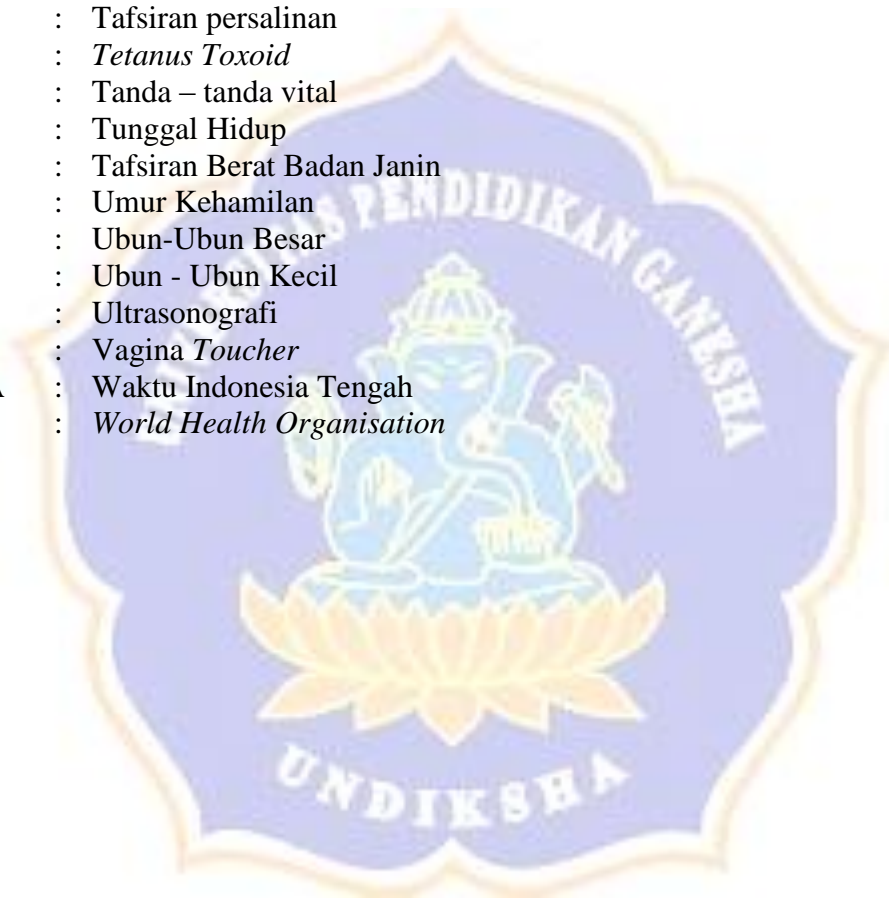 : Tafsiran persalinan
: Tetanus Toxoid
: Tanda – tanda vital
: Tunggal Hidup
: Tafsiran Berat Badan Janin
: Umur Kehamilan
: Ubun-Ubun Besar
: Ubun - Ubun Kecil
: Ultrasonografi
: Vagina Toucher
A : Waktu Indonesia Tengah
: World Health Organisation
UNIVERSITAS PENDIDIKAN GANESHA
UNDIKSHA